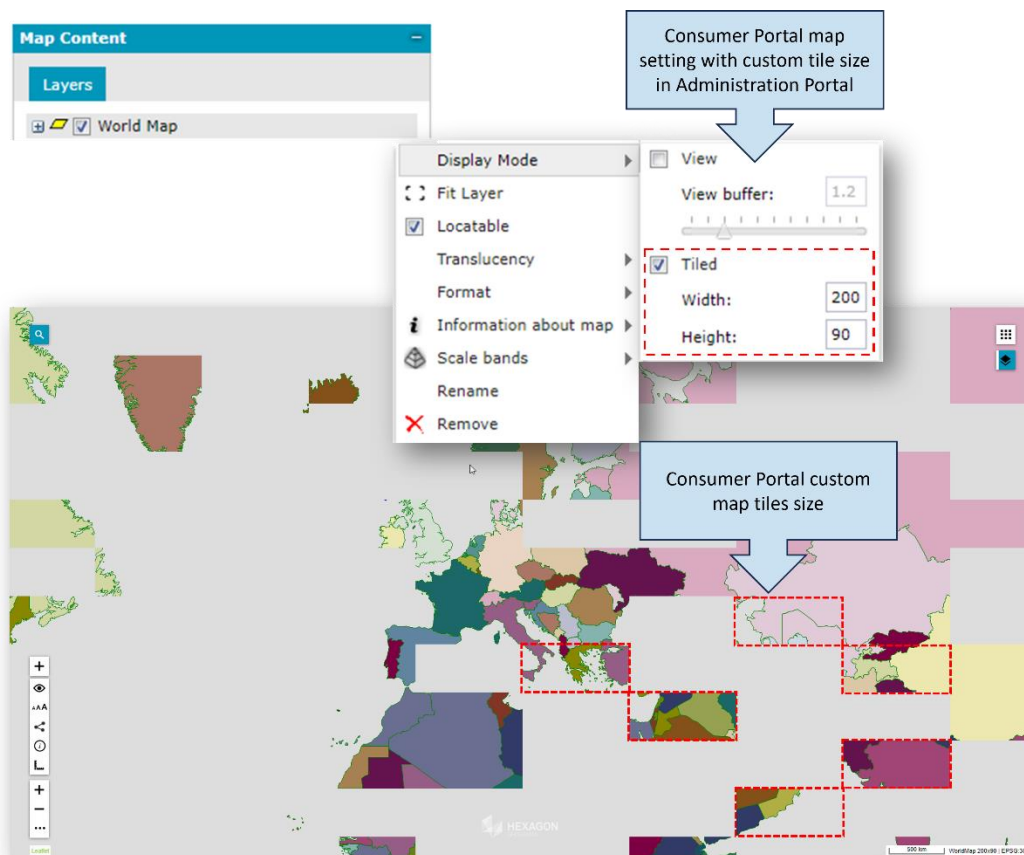 Map Content
Layers
World Map
Consumer Portal map
setting with custom tile size
in Administration Portal
Display Mode
Fit Layer
Locatable
Translucency
Format
Information about map
Scale bands
Rename
Remove
View
View buffer:
1.2
Tiled
Width:
200
Height:
90
Consumer Portal custom
map tiles size
AAA
HEXAGON
Leaflet
500 km
WorldMap 200x90 | EPSG:3